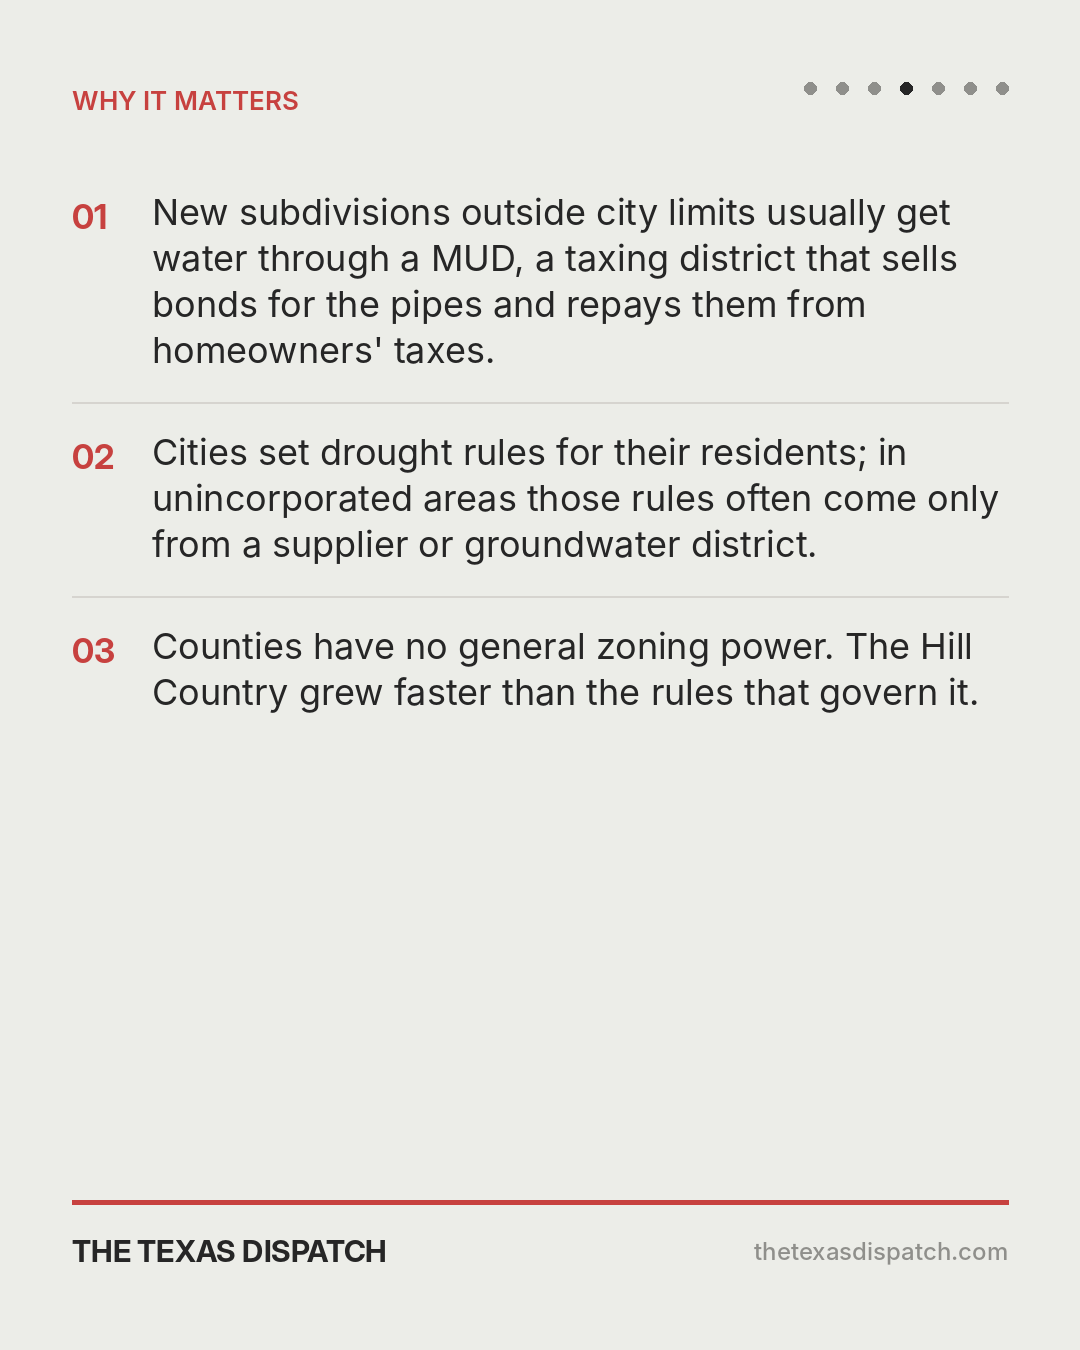 WHY IT MATTERS
01
New subdivisions outside city limits usually get
water through a MUD, a taxing district that sells
bonds for the pipes and repays them from
homeowners' taxes.
02
Cities set drought rules for their residents; in
unincorporated areas those rules often come only
from a supplier or groundwater district.
03
Counties have no general zoning power. The Hill
Country grew faster than the rules that govern it.
THE TEXAS DISPATCH
thetexasdispatch.com